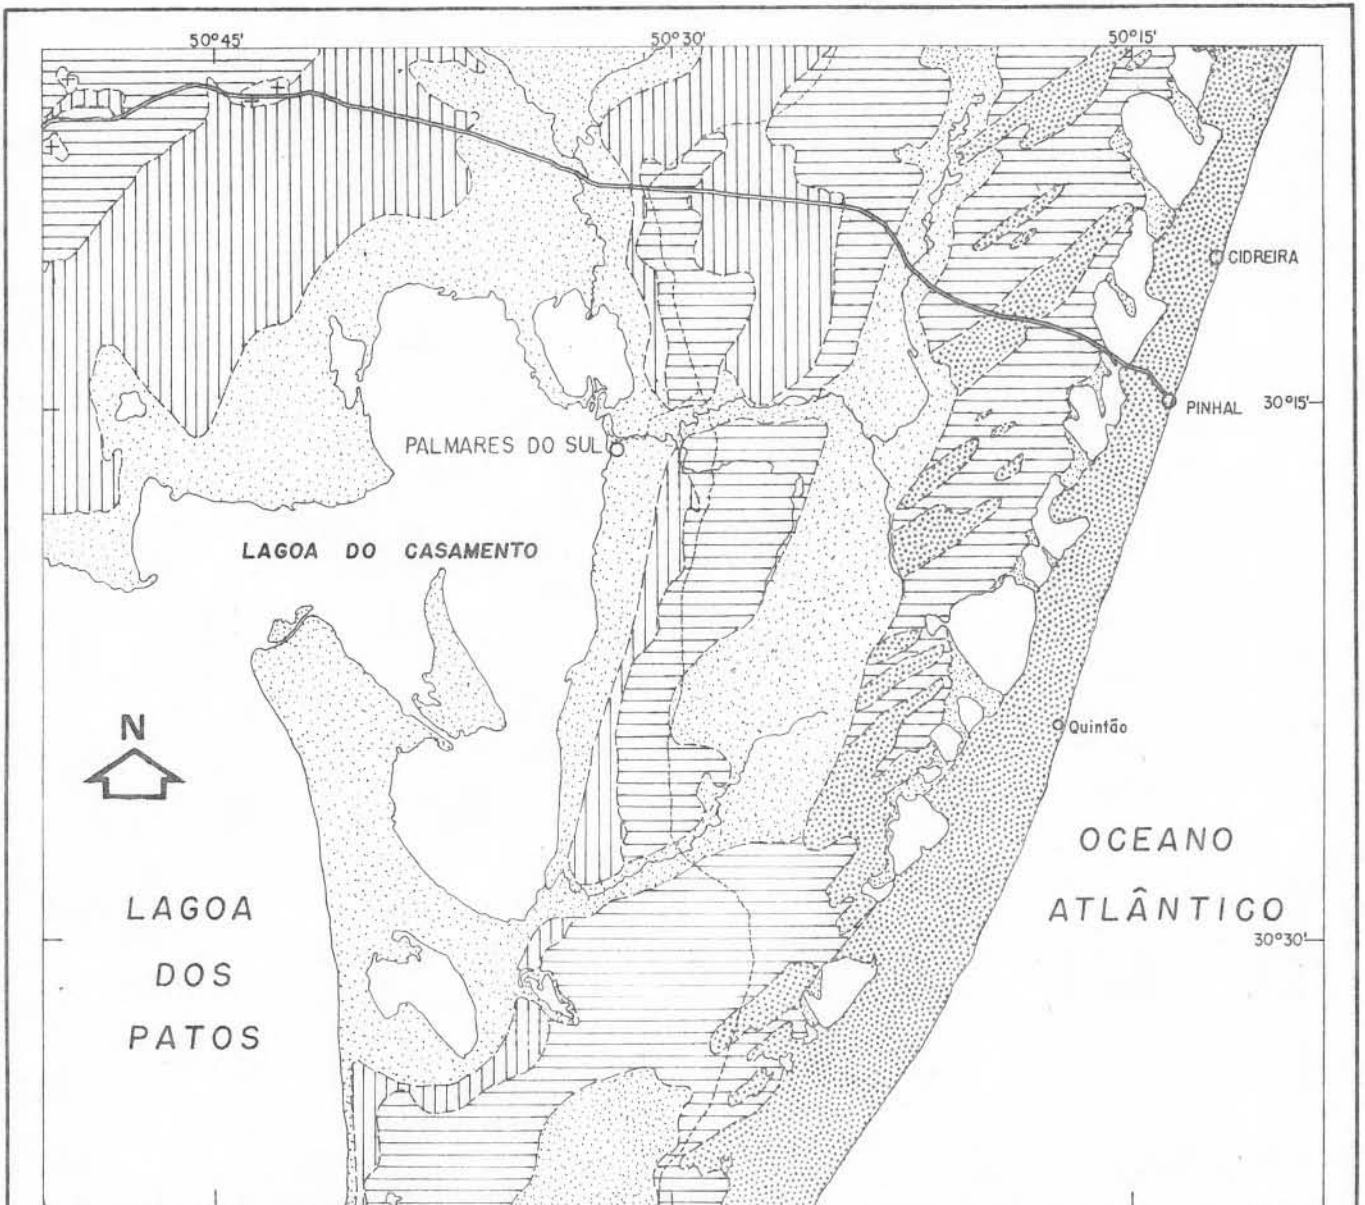 50°45' 50°30' 50°15'
CIDREIRA
PINHAL 30°15'
PALMARES DO SUL
LAGOA DO CASAMENTO
N
Quintão
OCEANO
ATLÂNTICO
30°30'
LAGOA
DOS
PATOS